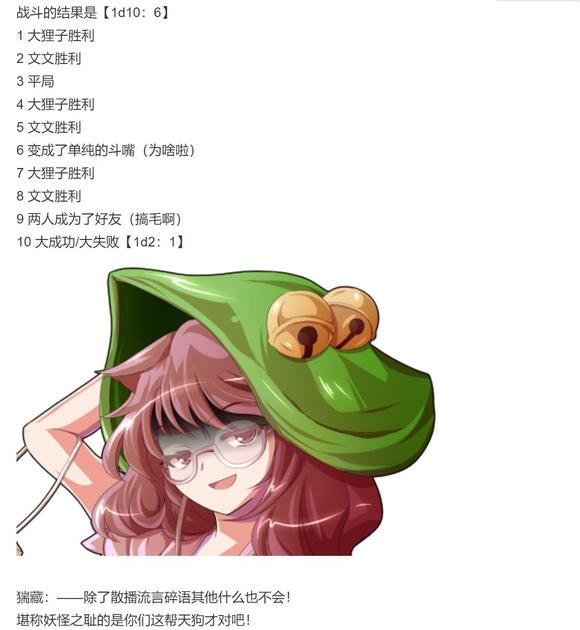 战斗的结果是【1d10：6】
1 大狸子胜利
2 文文胜利
3 平局
4 大狸子胜利
5 文文胜利
6 变成了单纯的斗嘴（为啥啦）
7 大狸子胜利
8 文文胜利
9 两人成为了好友（搞毛啊）
10 大成功/大失败【1d2：1】
猯藏：——除了散播流言碎语其他什么也不会！
堪称妖怪之耻的是你们这帮天狗才对吧！